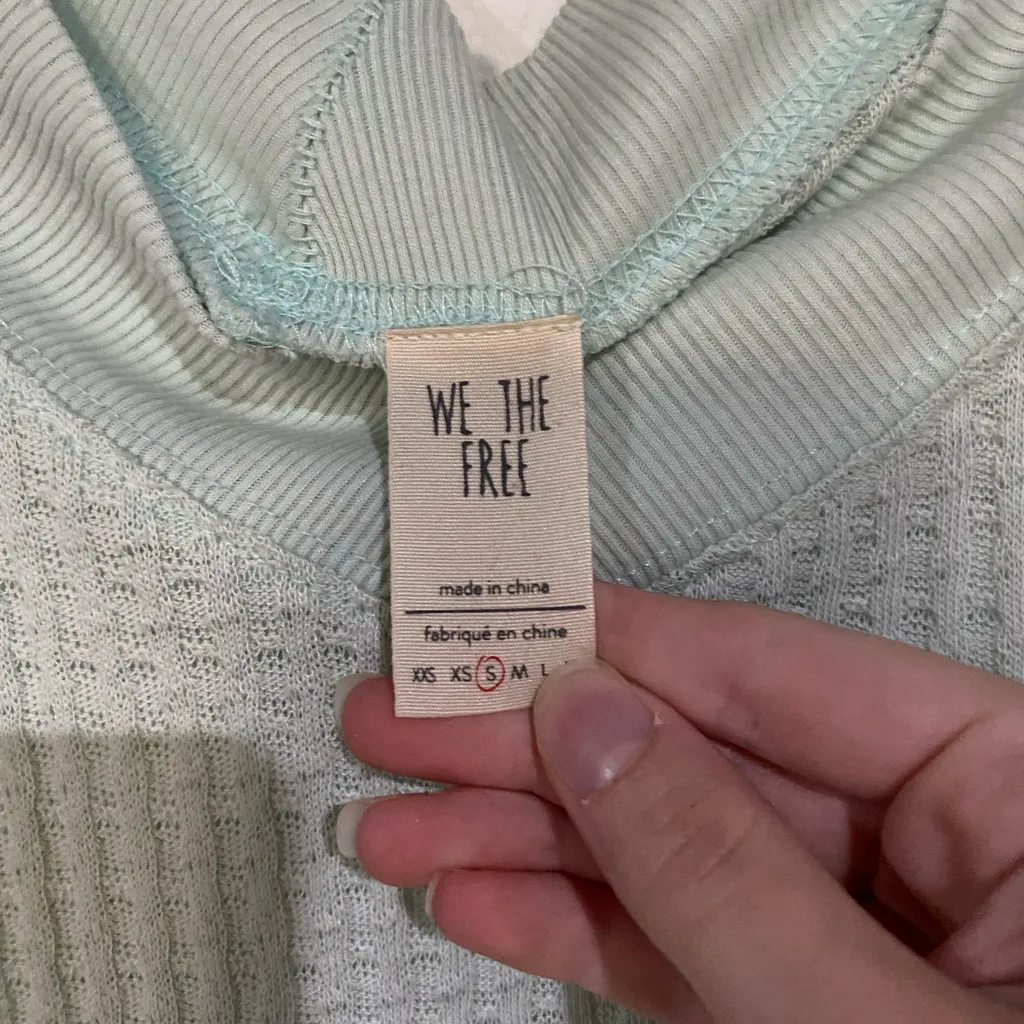 WE THE
FREE
made in china
fabriqué en chine
XXS XS S M L